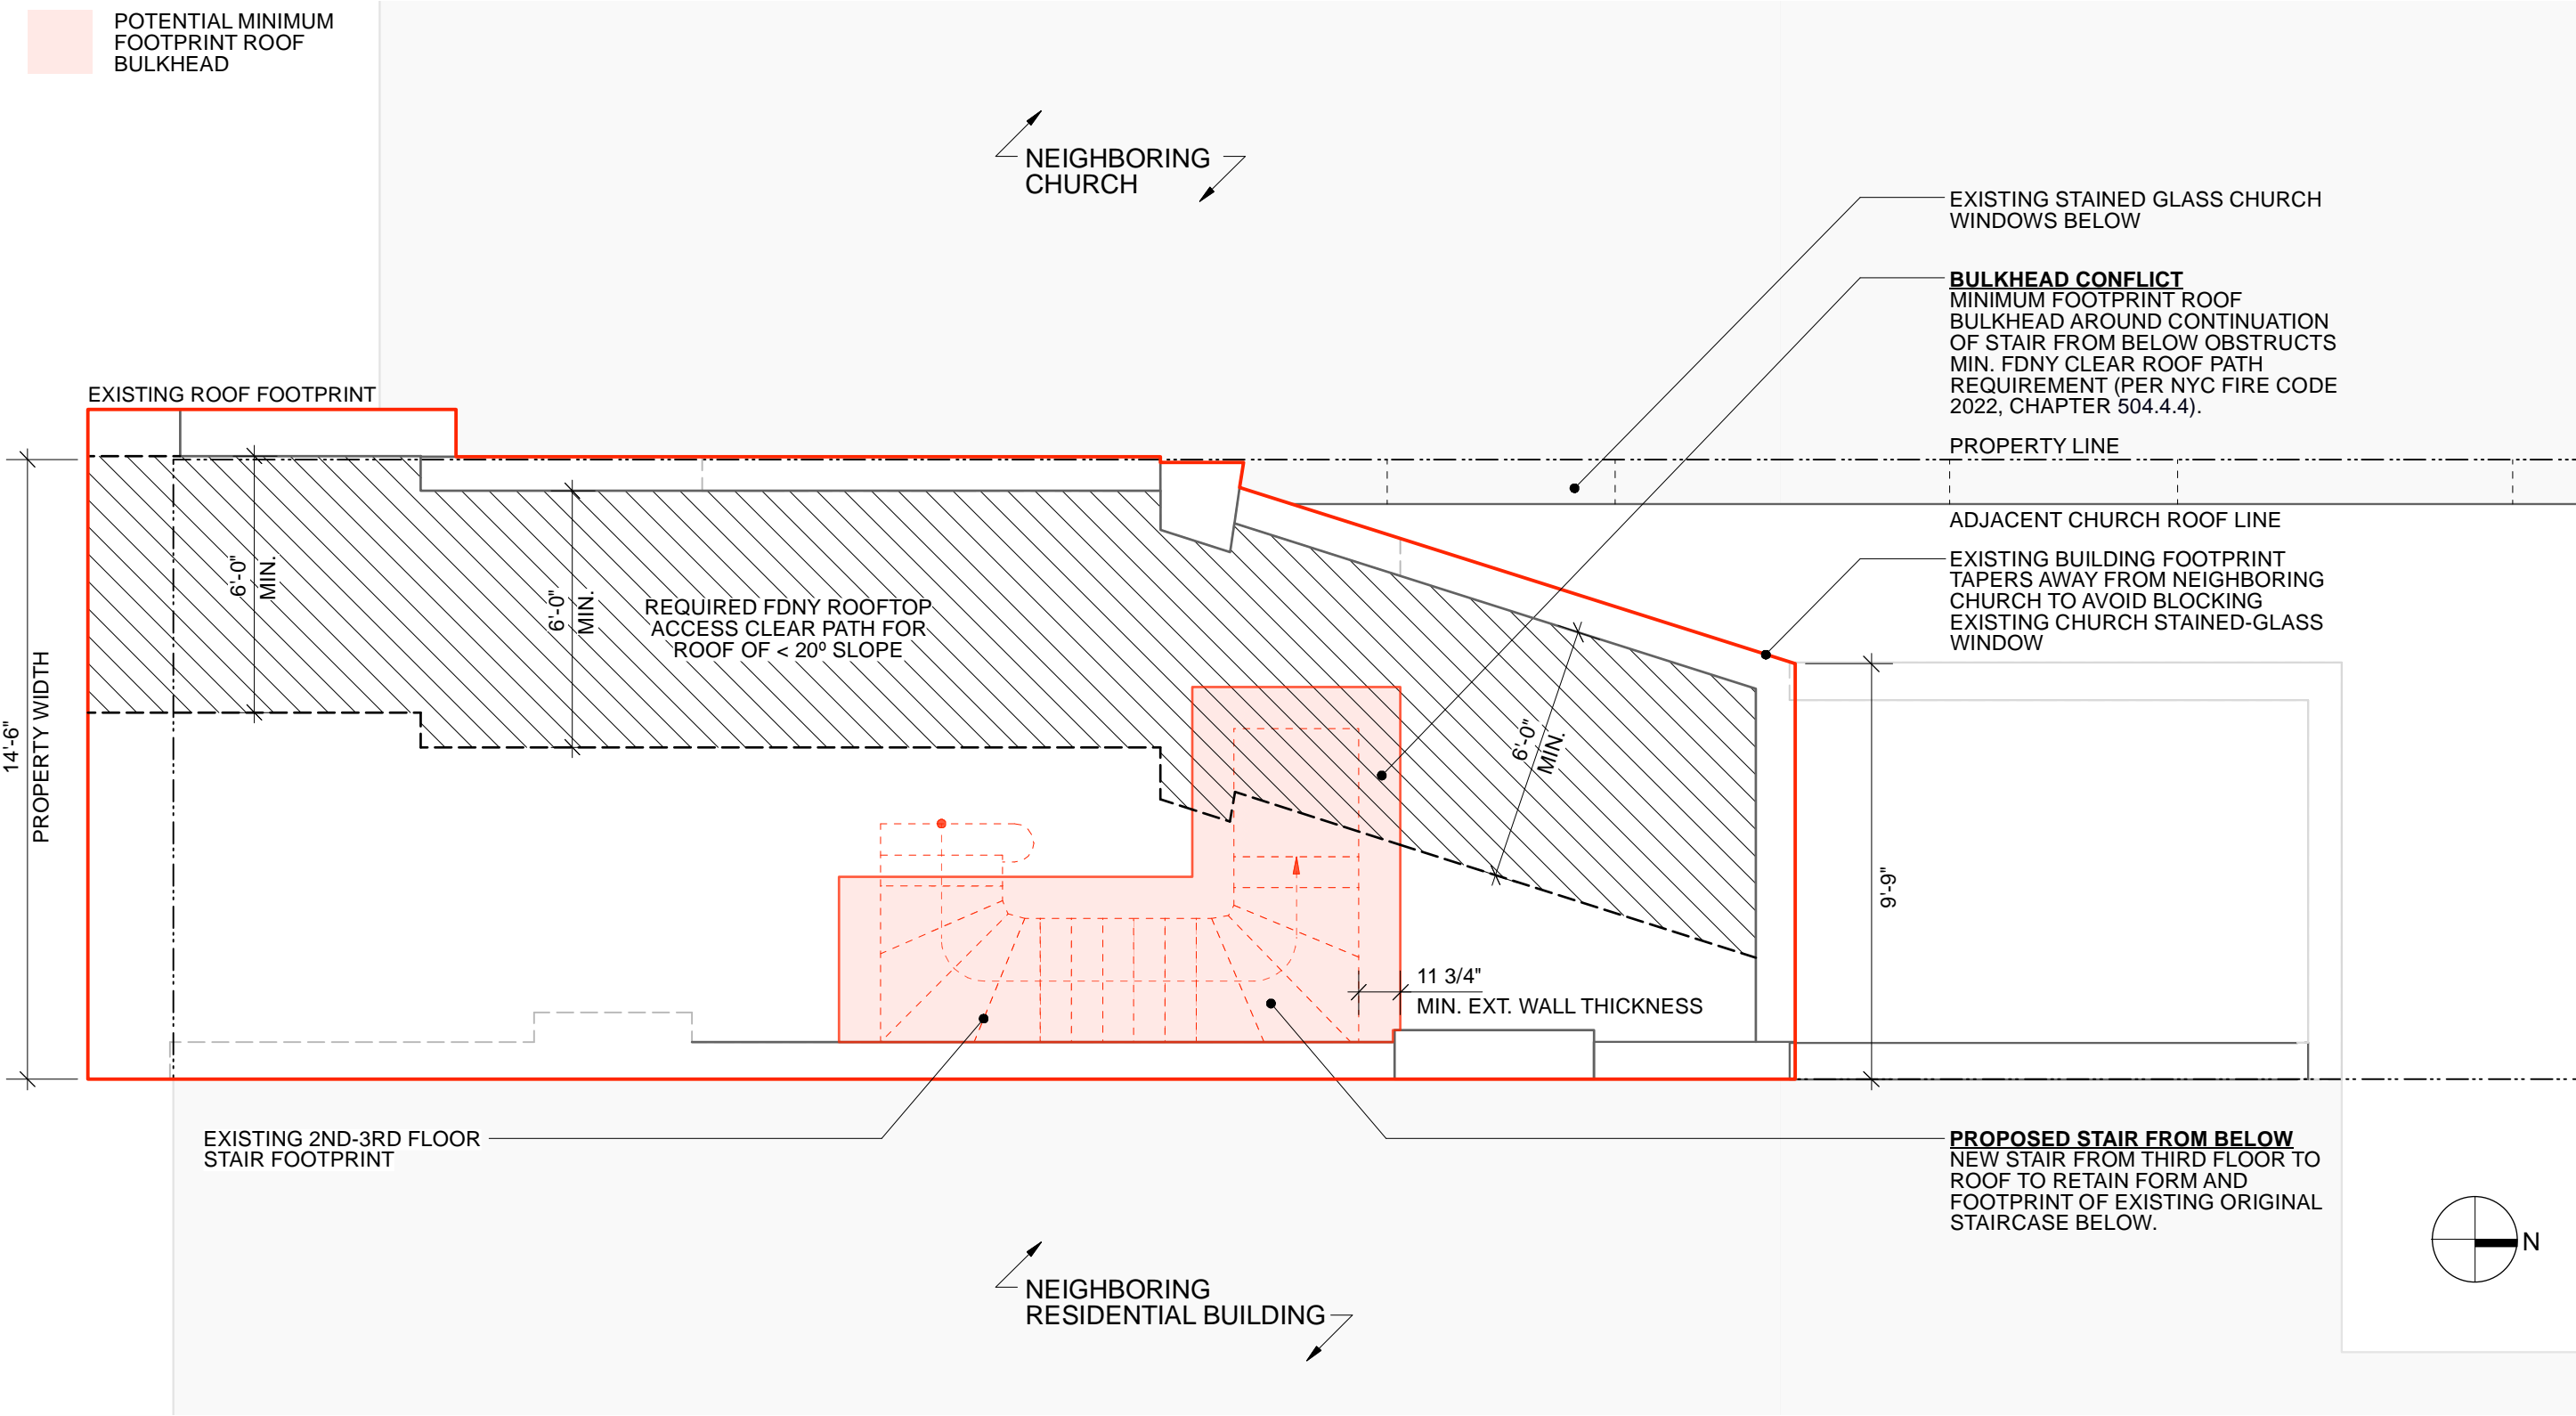 POTENTIAL MINIMUM
FOOTPRINT ROOF
BULKHEAD
NEIGHBORING
CHURCH
EXISTING STAINED GLASS CHURCH
WINDOWS BELOW
BULKHEAD CONFLICT
MINIMUM FOOTPRINT ROOF
BULKHEAD AROUND CONTINUATION
OF STAIR FROM BELOW OBSTRUCTS
MIN. FDNY CLEAR ROOF PATH
REQUIREMENT (PER NYC FIRE CODE
2022, CHAPTER 504.4.4).
EXISTING ROOF FOOTPRINT
PROPERTY LINE
ADJACENT CHURCH ROOF LINE
EXISTING BUILDING FOOTPRINT
TAPERS AWAY FROM NEIGHBORING
CHURCH TO AVOID BLOCKING
EXISTING CHURCH STAINED-GLASS
WINDOW
6'-0"
MIN.
6'-0"
MIN.
REQUIRED FDNY ROOFTOP
ACCESS CLEAR PATH FOR
ROOF OF < 20º SLOPE
6'-0"
MIN.
14'-6"
PROPERTY WIDTH
9'-9"
11 3/4"
MIN. EXT. WALL THICKNESS
EXISTING 2ND-3RD FLOOR
STAIR FOOTPRINT
PROPOSED STAIR FROM BELOW
NEW STAIR FROM THIRD FLOOR TO
ROOF TO RETAIN FORM AND
FOOTPRINT OF EXISTING ORIGINAL
STAIRCASE BELOW.
NEIGHBORING
RESIDENTIAL BUILDING
N